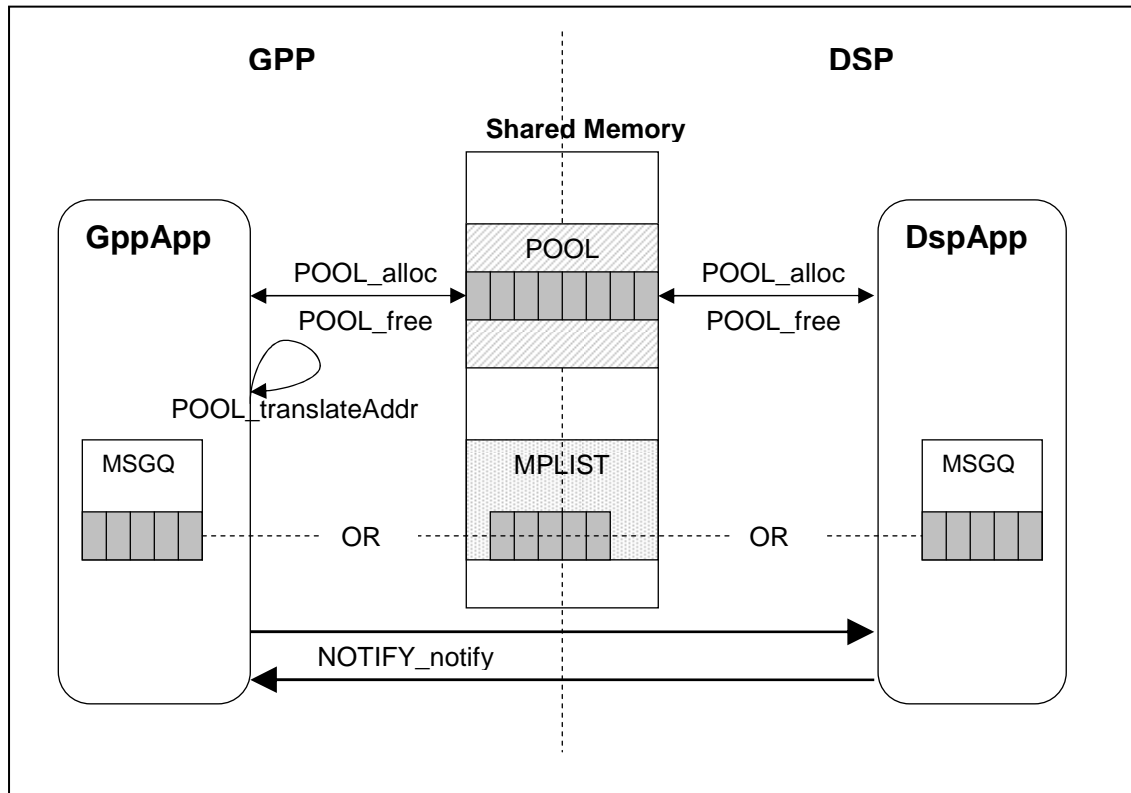 GPP
DSP
Shared Memory
GppApp
POOL
DspApp
POOL_alloc
POOL_alloc
POOL_free
POOL_free
POOL_translateAddr
MSGQ
MPLIST
MSGQ
OR
OR
NOTIFY_notify